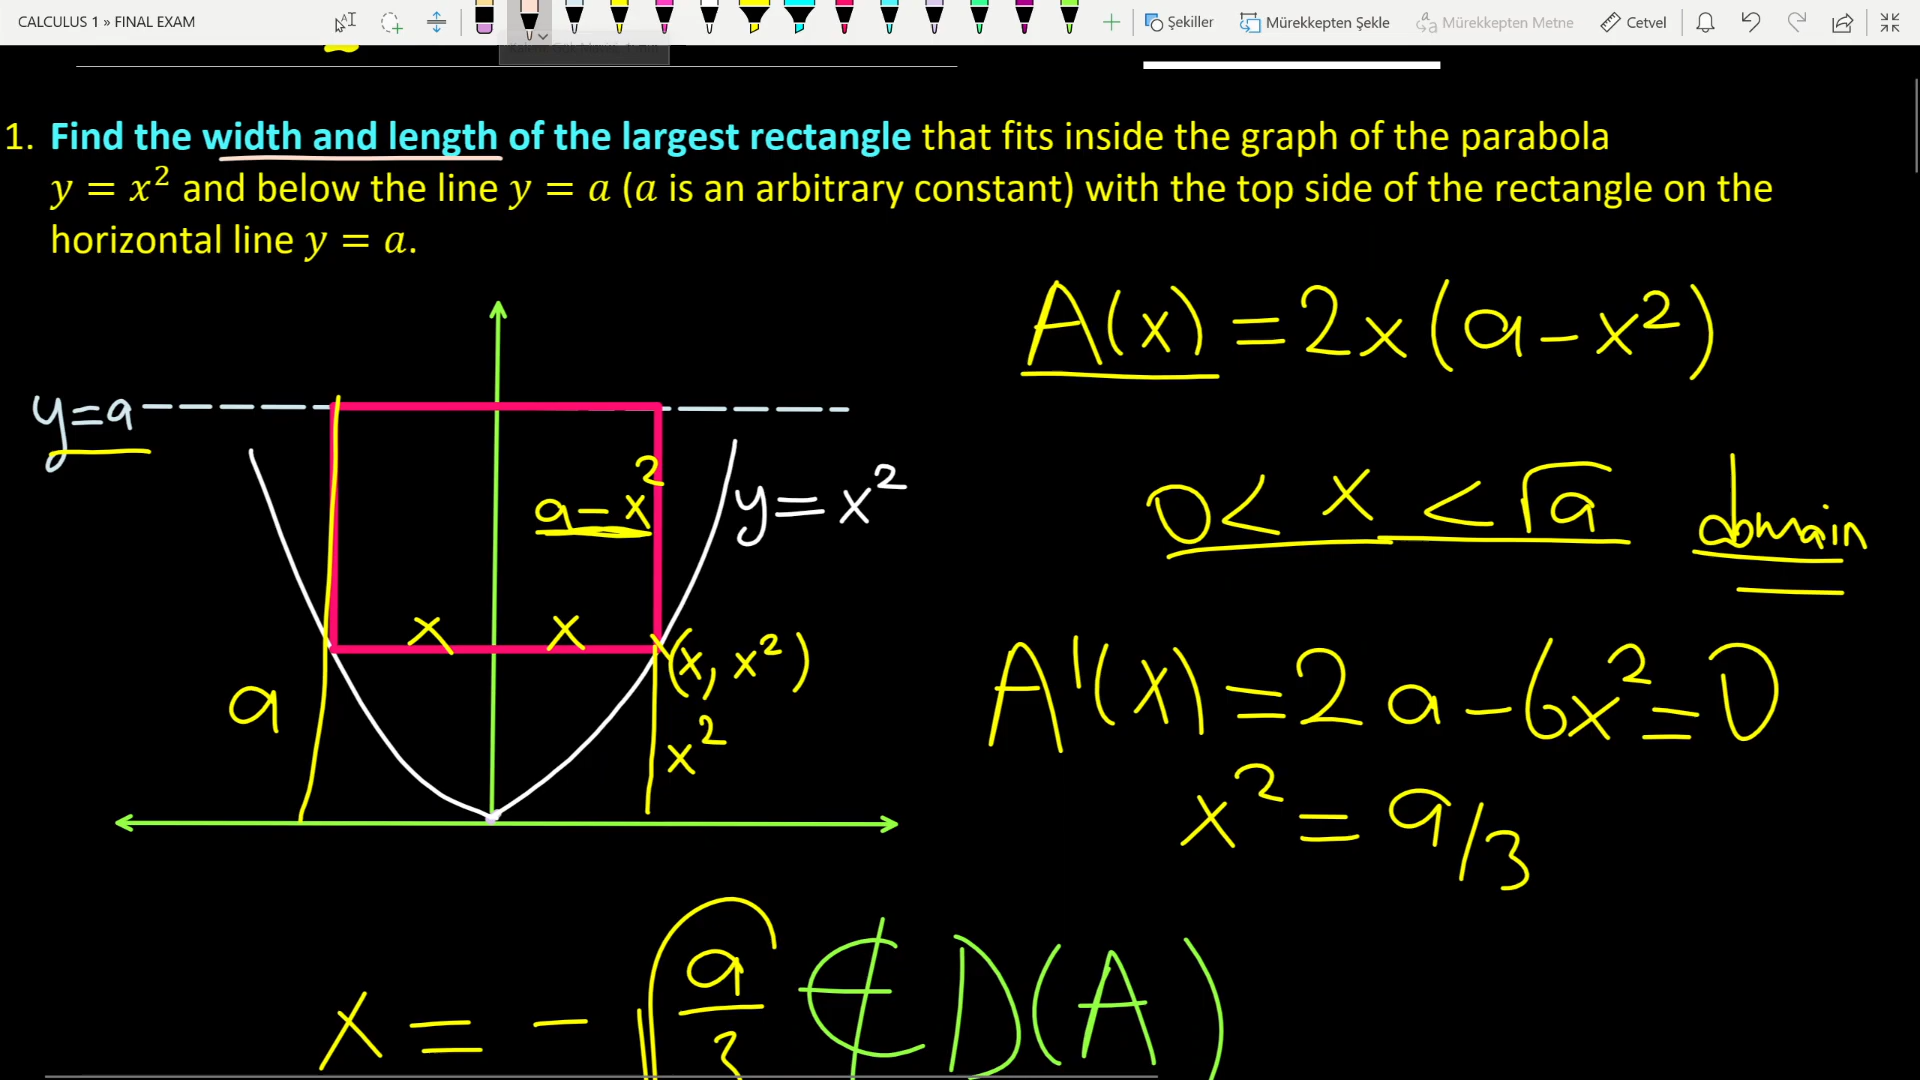 CALCULUS 1 » FINAL EXAM
Şekiller
Mürekkepten Şekle
Mürekkepten Metne
Cetvel
1. Find the width and length of the largest rectangle that fits inside the graph of the parabola
y = x² and below the line y = a (a is an arbitrary constant) with the top side of the rectangle on the
horizontal line y = a.
A(x) = 2x(a - x²)
y=a
a - x²
y = x²
0 < x < √a domain
x x
(x, x²)
a
x²
A'(x) = 2a - 6x² = 0
x² = a/3
x = - √a/3 ∉ D(A)